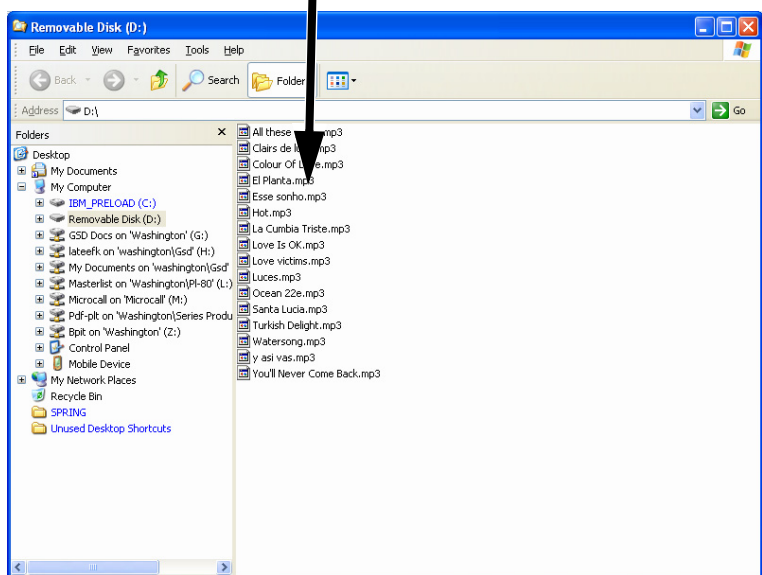 Removable Disk (D:)
File Edit View Favorites Tools Help
Back Search Folder
Address D:\ Go
Folders
Desktop
My Documents
My Computer
IBM_PRELOAD (C:)
Removable Disk (D:)
GSD Docs on 'Washington' (G:)
lateefk on 'washington\Gsd' (H:)
My Documents on 'washington\Gsd'
Masterlist on 'Washington\Pl-80' (L:)
Microcall on 'Microcall' (M:)
Pdf-plt on 'Washington\Series Produ
Bpit on 'Washington' (Z:)
Control Panel
Mobile Device
My Network Places
Recycle Bin
SPRING
Unused Desktop Shortcuts
All these .mp3
Clairs de .mp3
Colour Of .mp3
El Planta.mp3
Esse sonho.mp3
Hot.mp3
La Cumbia Triste.mp3
Love Is OK.mp3
Love victims.mp3
Luces.mp3
Ocean 22e.mp3
Santa Lucia.mp3
Turkish Delight.mp3
Watersong.mp3
y asi vas.mp3
You'll Never Come Back.mp3